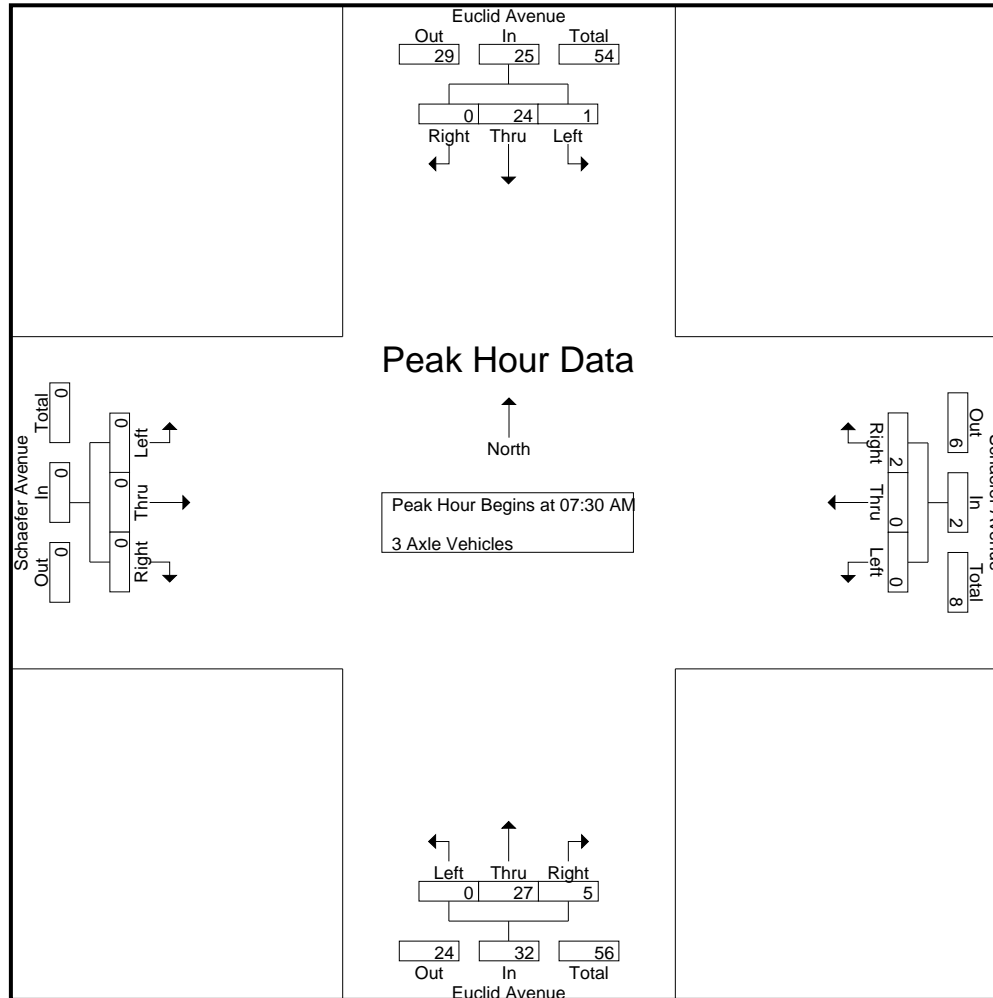 Euclid Avenue
Out In Total
29 25 54
0 24 1
Right Thru Left
Peak Hour Data
North
Peak Hour Begins at 07:30 AM
3 Axle Vehicles
Schaefer Avenue
Total In Out
0 0 0
0 0 0
Left Thru Right
Out In Total
6 2 8
2 0 0
Right Thru Left
Left Thru Right
0 27 5
24 32 56
Out In Total
Euclid Avenue